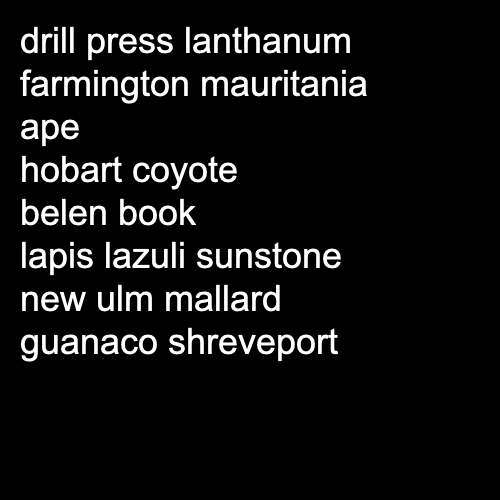 drill press lanthanum
farmington mauritania
ape
hobart coyote
belen book
lapis lazuli sunstone
new ulm mallard
guanaco shreveport